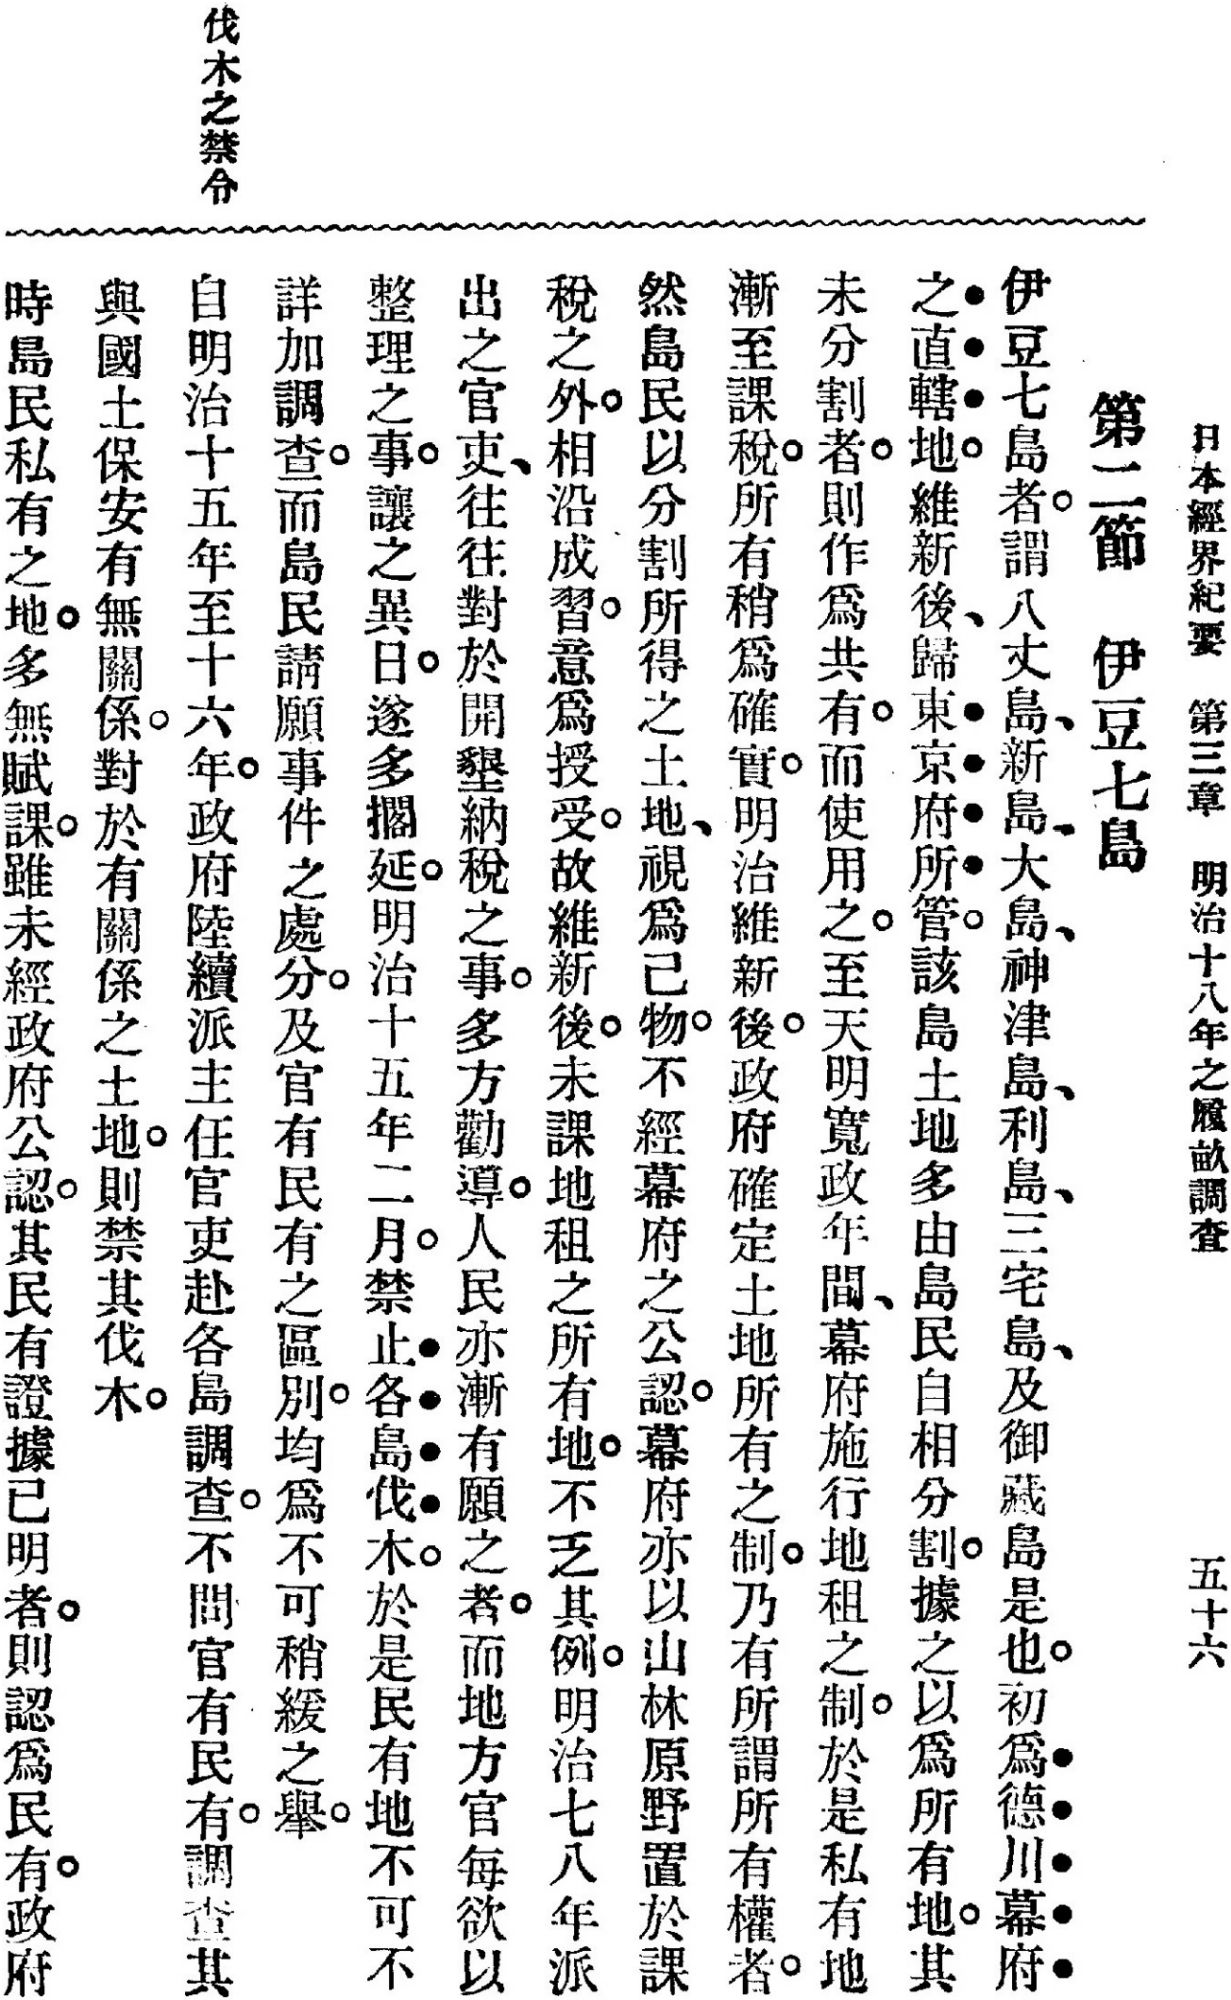 日本經界紀要　第三章　明治十八年之履畝調查　五十六
第二節　伊豆七島
伊豆七島者。謂八丈島、新島、大島、神津島、利島、三宅島、及御藏島是也。初爲德川幕府
之直轄地。維新後、歸東京府所管。該島土地多由島民自相分割。據之以爲所有地。其
未分割者。則作爲共有。而使用之。至天明寬政年間、幕府施行地租之制。於是私有地
漸至課稅。所有稍爲確實。明治維新後。政府確定土地所有之制。乃有所謂所有權者。
然島民以分割所得之土地、視爲己物。不經幕府之公認。幕府亦以山林原野置於課
稅之外。相沿成習。意爲授受。故維新後。未課地租之所有地。不乏其例。明治七八年派
出之官吏、往往對於開墾納稅之事。多方勸導。人民亦漸有願之者。而地方官每欲以
整理之事。讓之異日。遂多擱延。明治十五年二月。禁止各島伐木。於是民有地不可不
詳加調查。而島民請願事件之處分。及官有民有之區別。均爲不可稍緩之舉。
伐木之禁令
自明治十五年至十六年。政府陸續派主任官吏赴各島調查。不問官有民有。調查其
與國土保安有無關係。對於有關係之土地。則禁其伐木。
時島民私有之地。多無賦課。雖未經政府公認。其民有證據已明者。則認爲民有。政府